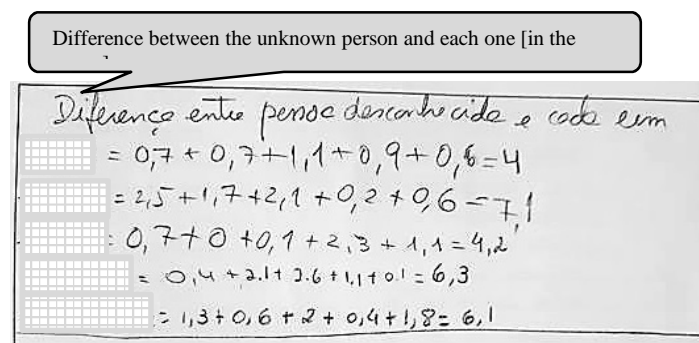 Difference between the unknown person and each one [in the
Diference entre pessoa desconhecida e cada um
= 0,7 + 0,7 + 1,1 + 0,9 + 0,6 = 4
= 2,5 + 1,7 + 2,1 + 0,2 + 0,6 = 7,1
: 0,7 + 0 + 0,1 + 2,3 + 1,1 = 4,2
= 0,4 + 2.1 + 2.6 + 1,1 + 0.1 = 6,3
= 1,3 + 0,6 + 2 + 0,4 + 1,8 = 6,1